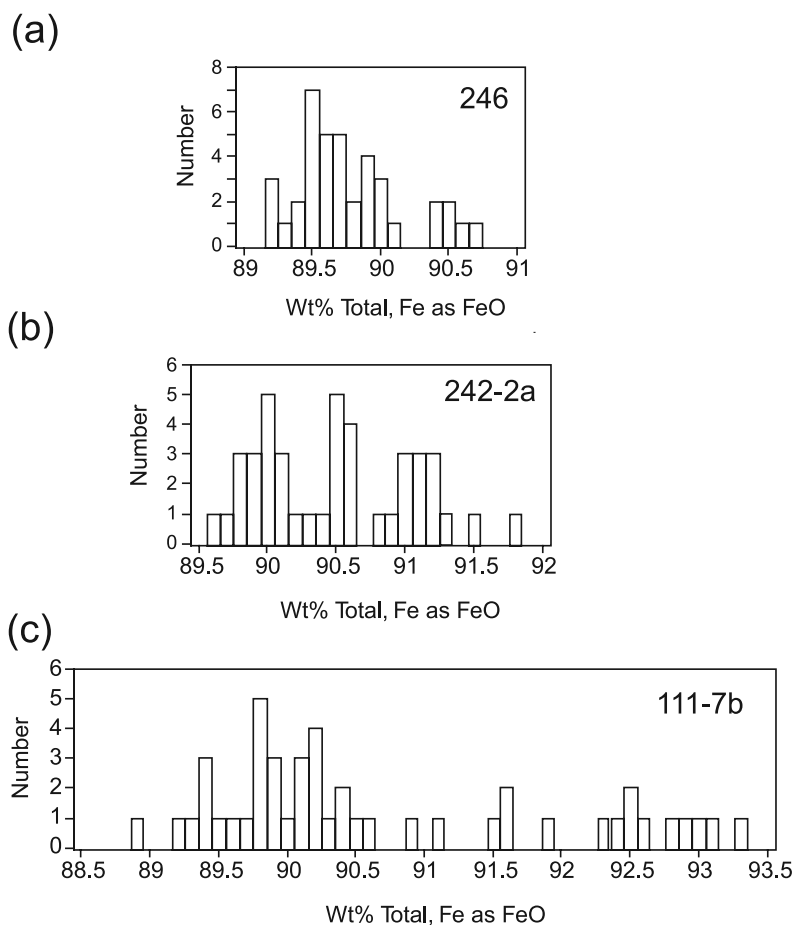 (a)
246
Number
8
6
4
2
0
89 89.5 90 90.5 91
Wt% Total, Fe as FeO
(b)
242-2a
Number
6
5
4
3
2
1
0
89.5 90 90.5 91 91.5 92
Wt% Total, Fe as FeO
(c)
111-7b
Number
6
5
4
3
2
1
0
88.5 89 89.5 90 90.5 91 91.5 92 92.5 93 93.5
Wt% Total, Fe as FeO